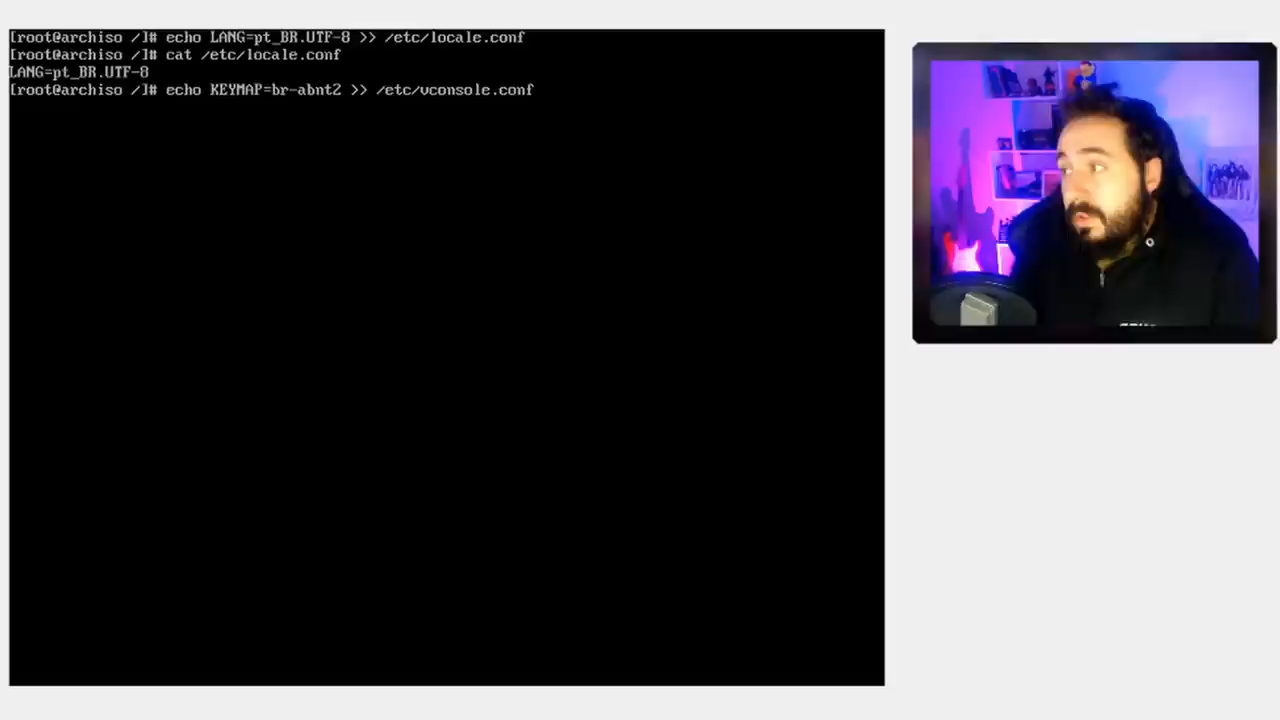 [root@archiso /]# echo LANG=pt_BR.UTF-8 >> /etc/locale.conf
[root@archiso /]# cat /etc/locale.conf
LANG=pt_BR.UTF-8
[root@archiso /]# echo KEYMAP=br-abnt2 >> /etc/vconsole.conf